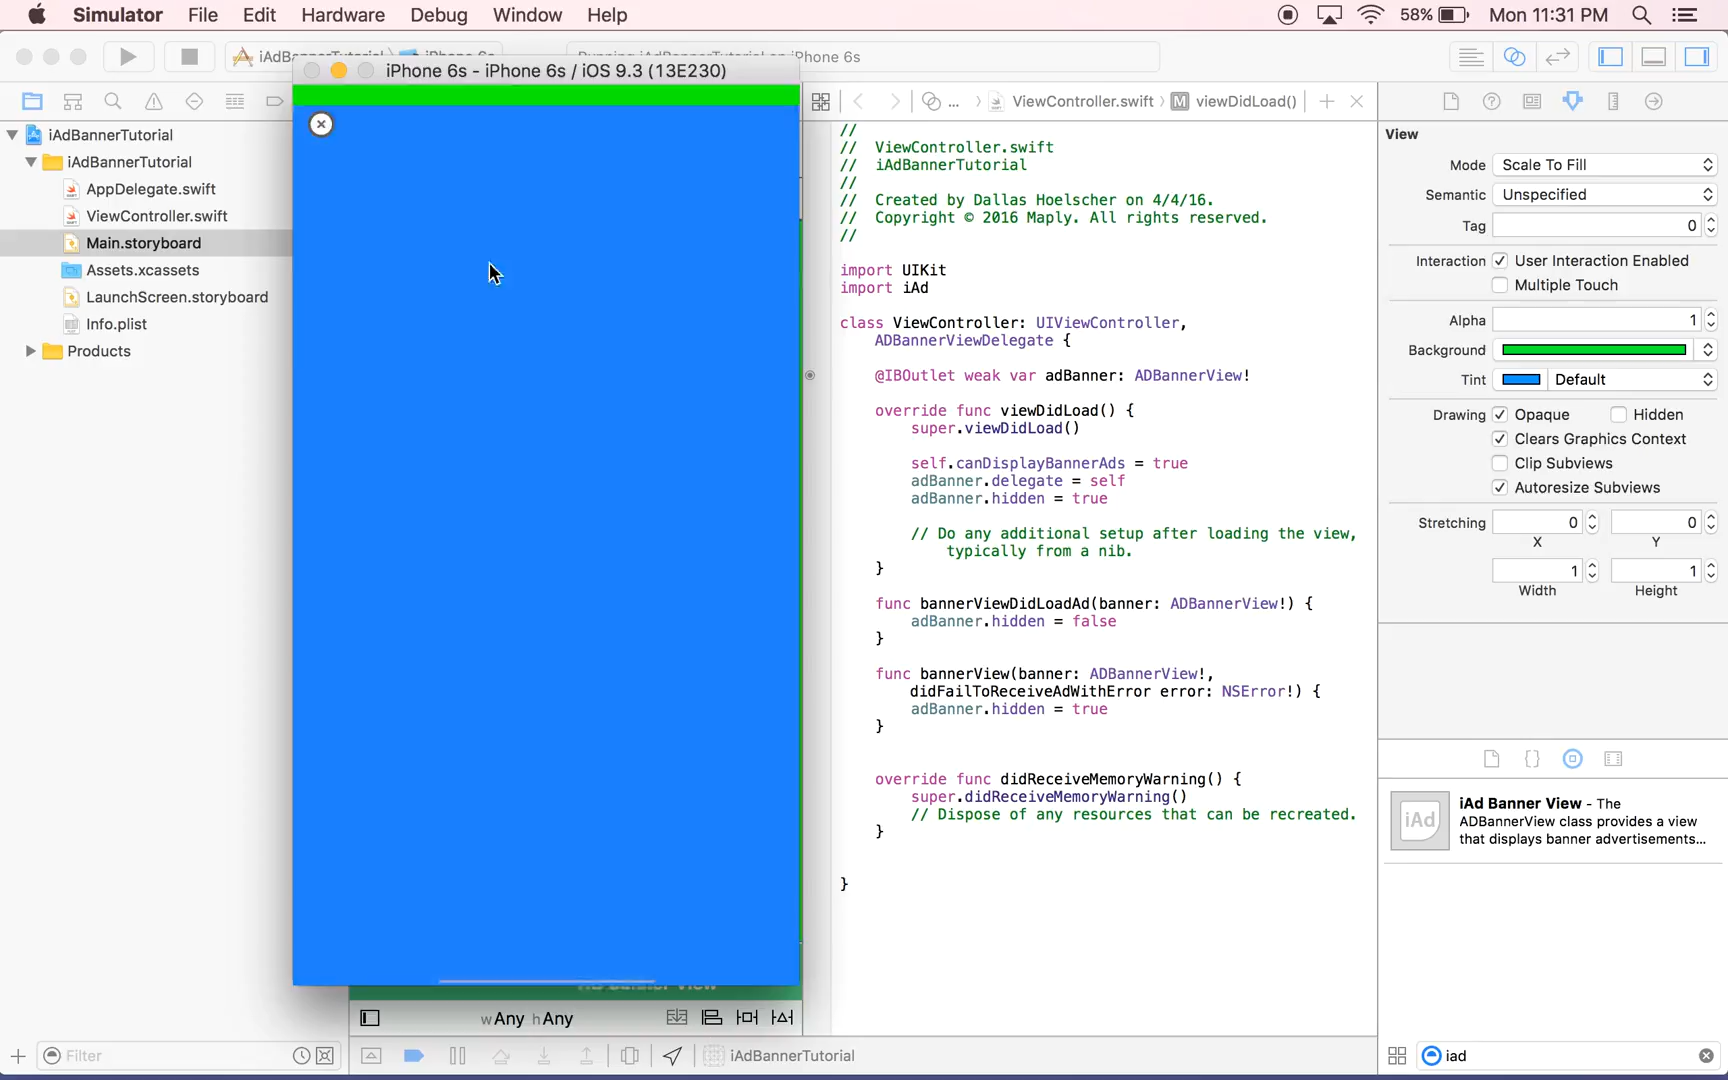 Simulator File Edit Hardware Debug Window Help 58% Mon 11:31 PM
iPhone 6s - iPhone 6s / iOS 9.3 (13E230)
... ViewController.swift M viewDidLoad()
iAdBannerTutorial
iAdBannerTutorial
AppDelegate.swift
ViewController.swift
Main.storyboard
Assets.xcassets
LaunchScreen.storyboard
Info.plist
Products
//
// ViewController.swift
// iAdBannerTutorial
//
// Created by Dallas Hoelscher on 4/4/16.
// Copyright © 2016 Maply. All rights reserved.
//
import UIKit
import iAd
class ViewController: UIViewController,
ADBannerViewDelegate {
@IBOutlet weak var adBanner: ADBannerView!
override func viewDidLoad() {
super.viewDidLoad()
self.canDisplayBannerAds = true
adBanner.delegate = self
adBanner.hidden = true
// Do any additional setup after loading the view,
typically from a nib.
}
func bannerViewDidLoadAd(banner: ADBannerView!) {
adBanner.hidden = false
}
func bannerView(banner: ADBannerView!,
didFailToReceiveAdWithError error: NSError!) {
adBanner.hidden = true
}
override func didReceiveMemoryWarning() {
super.didReceiveMemoryWarning()
// Dispose of any resources that can be recreated.
}
}
View
Mode Scale To Fill
Semantic Unspecified
Tag 0
Interaction User Interaction Enabled
Multiple Touch
Alpha 1
Background
Tint Default
Drawing Opaque Hidden
Clears Graphics Context
Clip Subviews
Autoresize Subviews
Stretching 0 0
X Y
1 1
Width Height
iAd
iAd Banner View - The
ADBannerView class provides a view
that displays banner advertisements...
wAny hAny
Filter
iAdBannerTutorial
iad